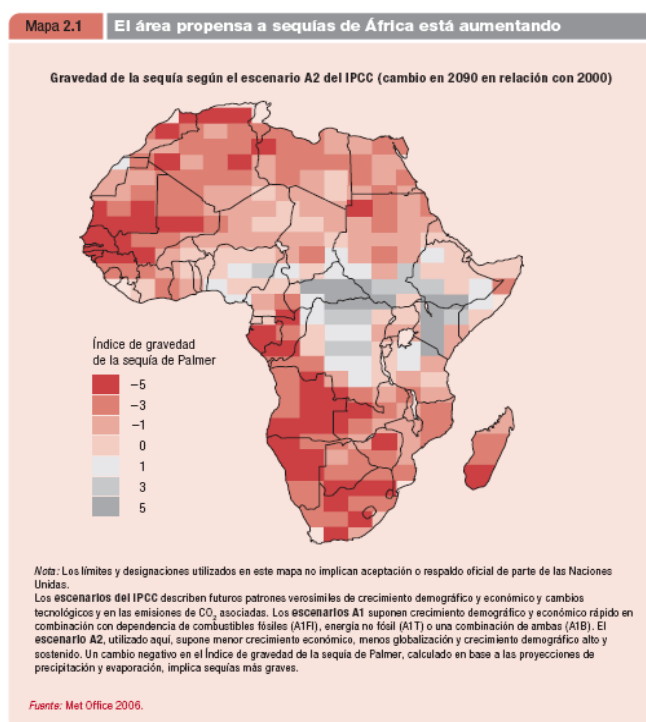 Mapa 2.1 El área propensa a sequías de África está aumentando
Gravedad de la sequía según el escenario A2 del IPCC (cambio en 2090 en relación con 2000)
Índice de gravedad
de la sequía de Palmer
–5
–3
–1
0
1
3
5
Nota: Los límites y designaciones utilizados en este mapa no implican aceptación o respaldo oficial de parte de las Naciones
Unidas.
Los escenarios del IPCC describen futuros patrones verosímiles de crecimiento demográfico y económico y cambios
tecnológicos y en las emisiones de CO₂ asociadas. Los escenarios A1 suponen crecimiento demográfico y económico rápido en
combinación con dependencia de combustibles fósiles (A1FI), energía no fósil (A1T) o una combinación de ambas (A1B). El
escenario A2, utilizado aquí, supone menor crecimiento económico, menos globalización y crecimiento demográfico alto y
sostenido. Un cambio negativo en el Índice de gravedad de la sequía de Palmer, calculado en base a las proyecciones de
precipitación y evaporación, implica sequías más graves.
Fuente: Met Office 2006.